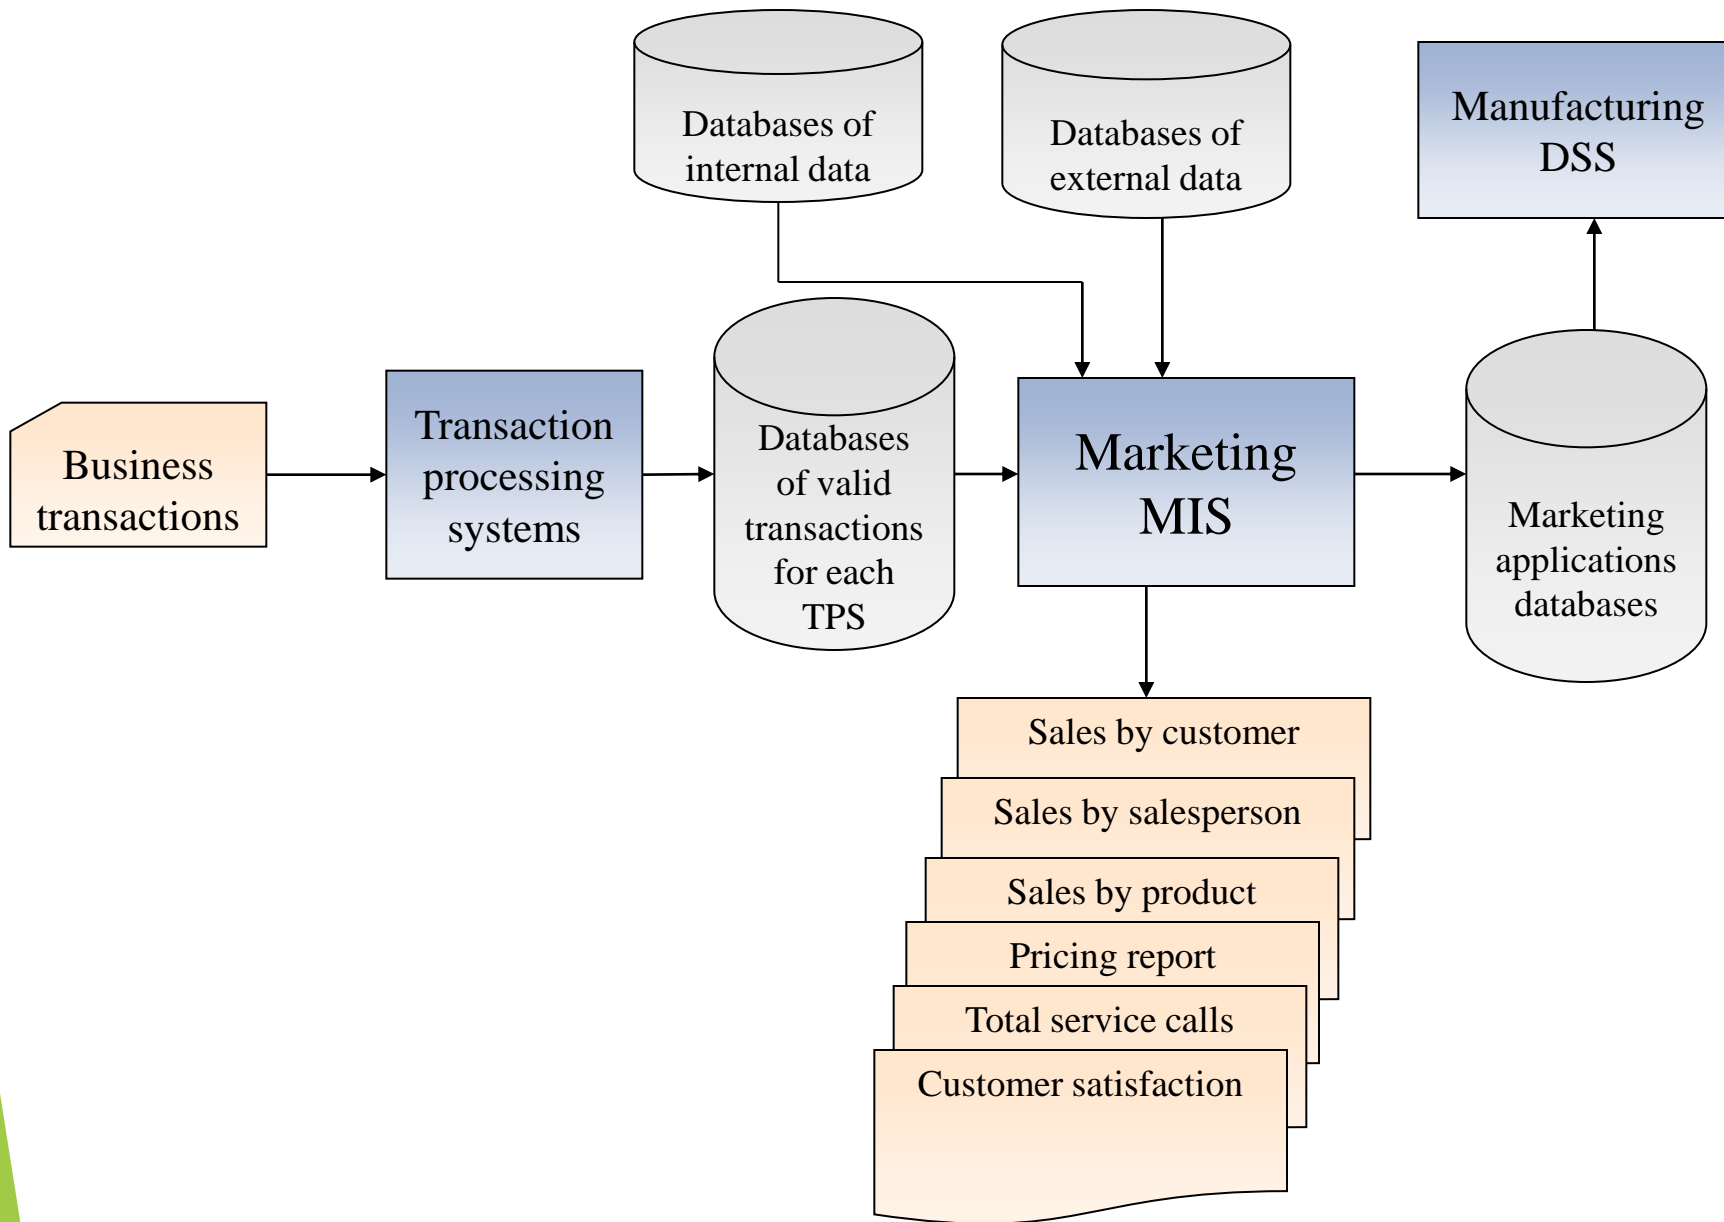 Databases of
internal data
Databases of
external data
Manufacturing
DSS
Business
transactions
Transaction
processing
systems
Databases
of valid
transactions
for each
TPS
Marketing
MIS
Marketing
applications
databases
Sales by customer
Sales by salesperson
Sales by product
Pricing report
Total service calls
Customer satisfaction